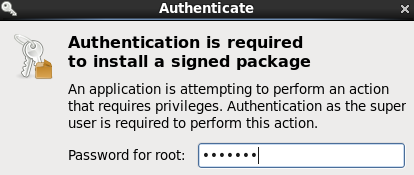 Authenticate
Authentication is required
to install a signed package
An application is attempting to perform an action
that requires privileges. Authentication as the super
user is required to perform this action.
Password for root: •••••••